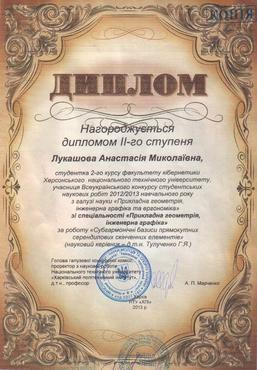 КОПІЯ
ДИПЛОМ
Нагороджується
дипломом ІІ-го ступеня
Лукашова Анастасія Миколаївна,
студентка 2-го курсу факультету кібернетики
Херсонського національного технічного університету,
учасниця Всеукраїнського конкурсу студентських
наукових робіт 2012/2013 навчального року
з галузі науки «Прикладна геометрія,
інженерна графіка та ергономіка»
зі спеціальності «Прикладна геометрія,
інженерна графіка»
за роботу «Субгармонічні базиси прямокутних
серендипових скінченних елементів»
(науковий керівник – д.т.н. Тулученко Г.Я.)
Голова галузевої конкурсної комісії,
проректор з наукової роботи
Національного технічного університету
«Харківський політехнічний інститут»,
д.т.н., професор
А. П. Марченко
Харків
НТУ «ХПІ»
2013 р.